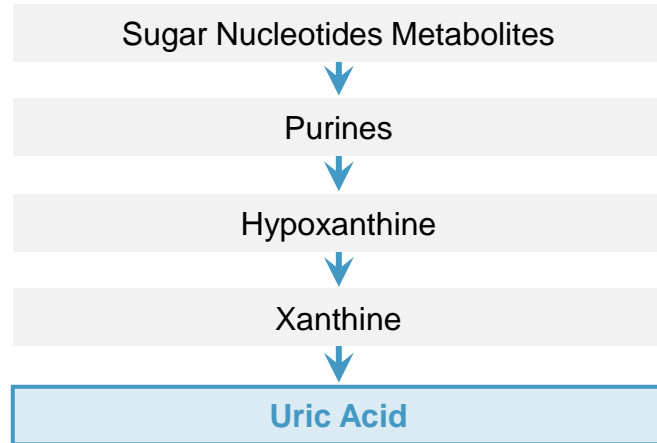 Sugar Nucleotides Metabolites
Purines
Hypoxanthine
Xanthine
Uric Acid